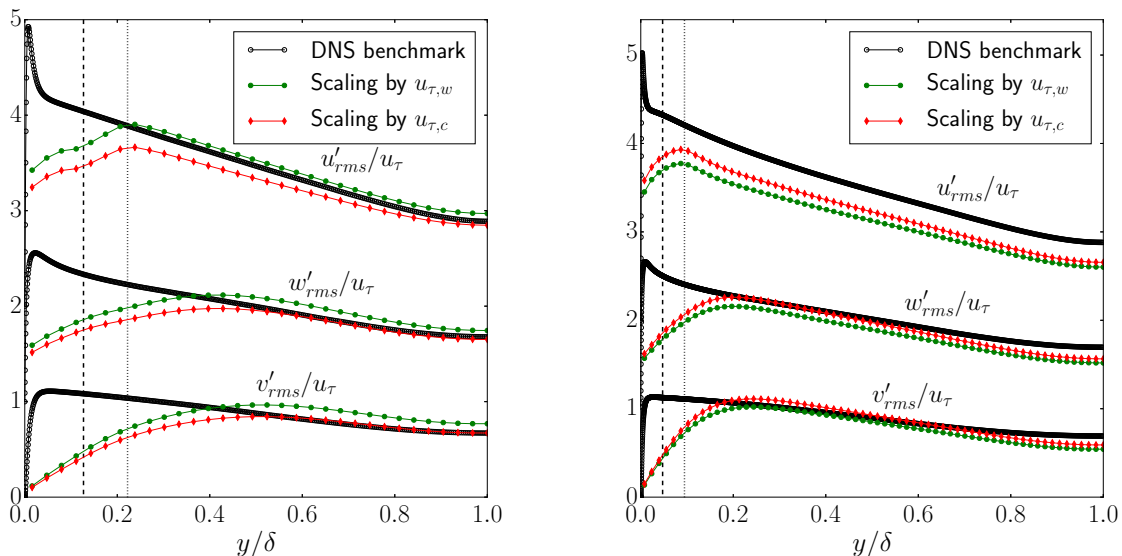 5
4
3
2
1
0
DNS benchmark
Scaling by u_{τ,w}
Scaling by u_{τ,c}
u'_{rms}/u_τ
w'_{rms}/u_τ
v'_{rms}/u_τ
0.0 0.2 0.4 0.6 0.8 1.0
y/δ
5
4
3
2
1
0
DNS benchmark
Scaling by u_{τ,w}
Scaling by u_{τ,c}
u'_{rms}/u_τ
w'_{rms}/u_τ
v'_{rms}/u_τ
0.0 0.2 0.4 0.6 0.8 1.0
y/δ